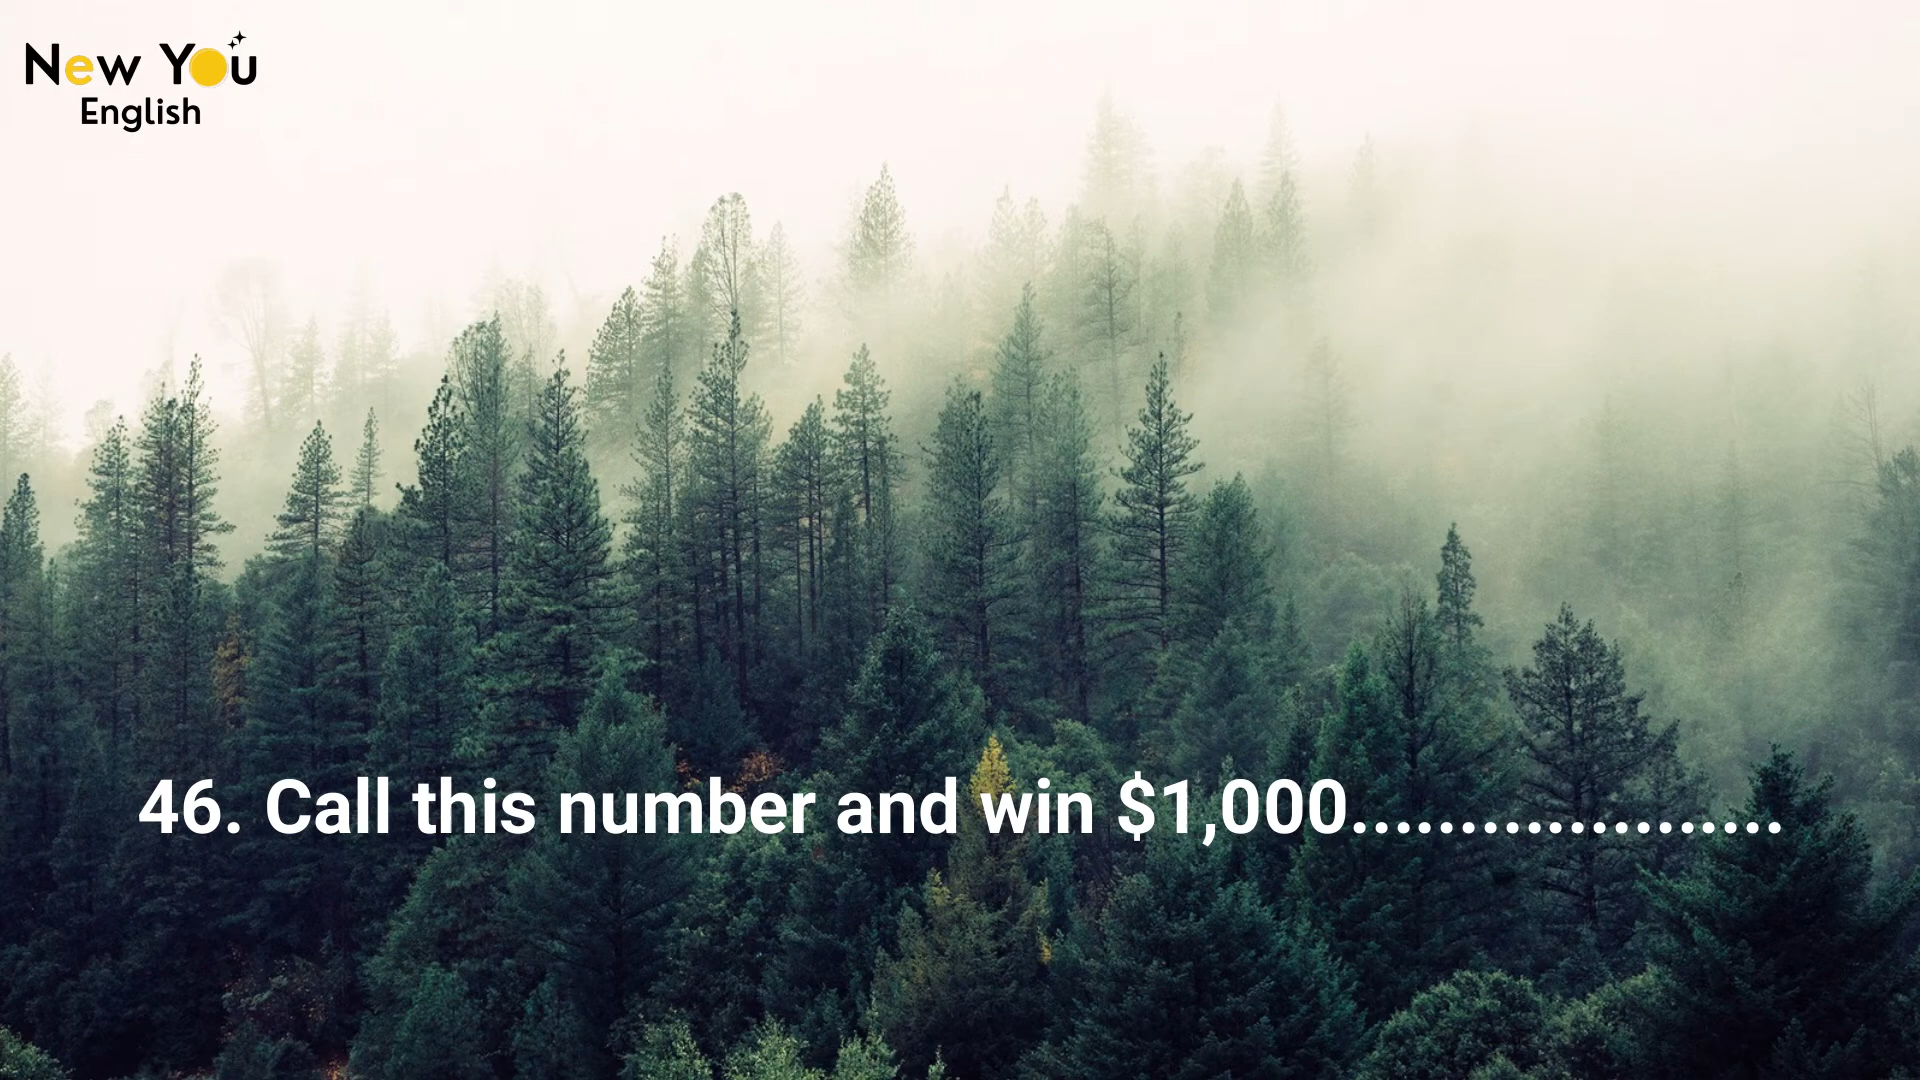 New You
English
46. Call this number and win $1,000...................